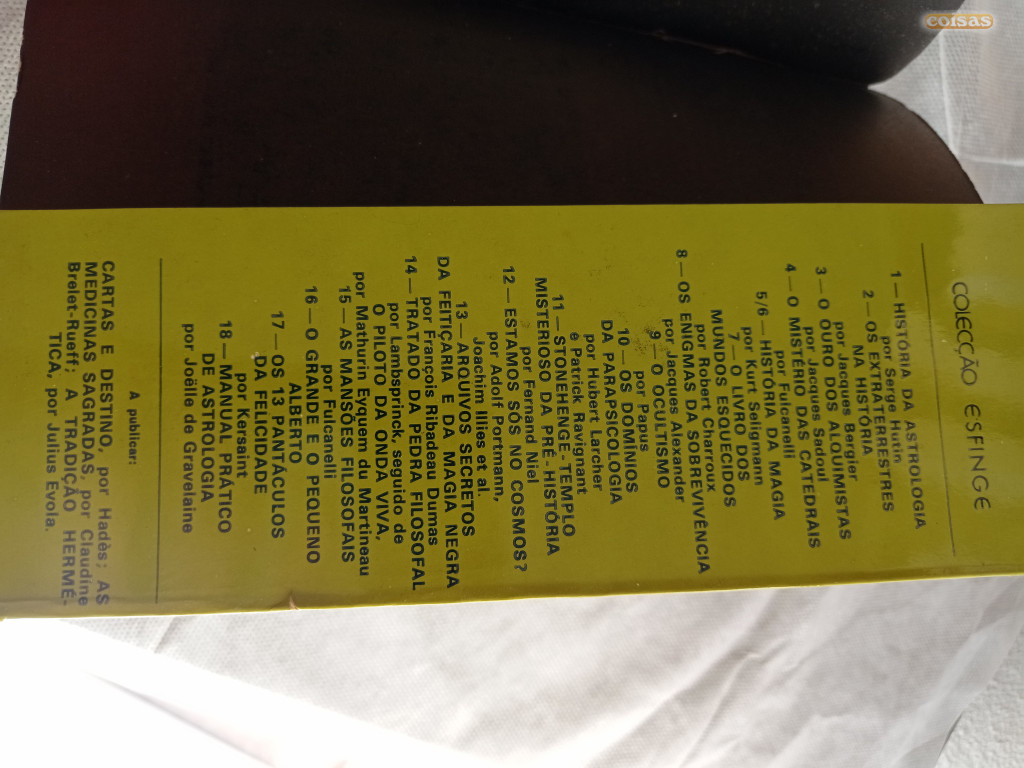 coisas
COLECÇÃO ESFINGE
1 — HISTÓRIA DA ASTROLOGIA
por Serge Hutin
2 — OS EXTRATERRESTRES
NA HISTÓRIA
por Jacques Bergier
3 — O OURO DOS ALQUIMISTAS
por Jacques Sadoul
4 — O MISTÉRIO DAS CATEDRAIS
por Fulcanelli
5/6 — HISTÓRIA DA MAGIA
por Kurt Seligmann
7 — O LIVRO DOS
MUNDOS ESQUECIDOS
por Robert Charroux
8 — OS ENIGMAS DA SOBREVIVÊNCIA
por Jacques Alexander
9 — O OCULTISMO
por Papus
10 — OS DOMÍNIOS
DA PARAPSICOLOGIA
por Hubert Larcher
e Patrick Ravignant
11 — STONEHENGE - TEMPLO
MISTERIOSO DA PRÉ-HISTÓRIA
por Fernand Niel
12 — ESTAMOS SÓS NO COSMOS?
por Adolf Portmann,
Joachim Illies et al.
13 — ARQUIVOS SECRETOS
DA FEITIÇARIA E DA MAGIA NEGRA
por François Ribadeau Dumas
14 — TRATADO DA PEDRA FILOSOFAL
por Lambsprinck, seguido de
O PILOTO DA ONDA VIVA,
por Mathurin Eyquem du Martineau
15 — AS MANSÕES FILOSOFAIS
por Fulcanelli
16 — O GRANDE E O PEQUENO
ALBERTO
17 — OS 13 PANTÁCULOS
DA FELICIDADE
por Kersaint
18 — MANUAL PRÁTICO
DE ASTROLOGIA
por Joëlle de Gravelaine
A publicar:
CARTAS E DESTINO, por Hadès; AS
MEDICINAS SAGRADAS, por Claudine
Brelet-Rueff; A TRADIÇÃO HERMÉ-
TICA, por Julius Evola.